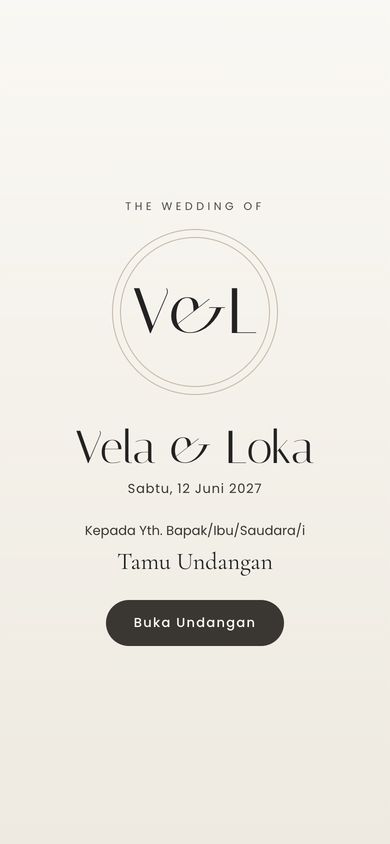 THE WEDDING OF
V&L
Vela & Loka
Sabtu, 12 Juni 2027
Kepada Yth. Bapak/Ibu/Saudara/i
Tamu Undangan
Buka Undangan